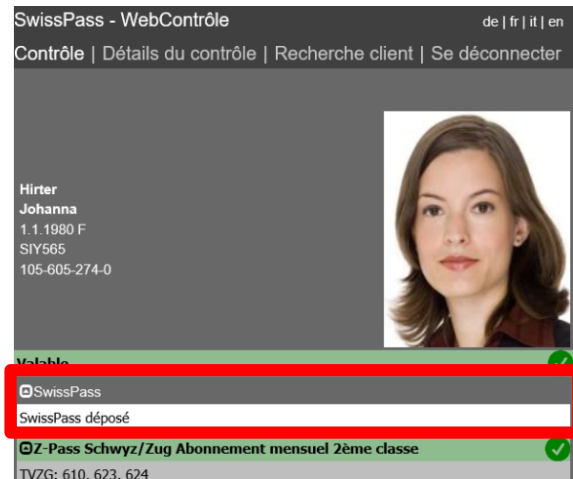 SwissPass - WebContrôle
de | fr | it | en
Contrôle | Détails du contrôle | Recherche client | Se déconnecter
Hirter
Johanna
1.1.1980 F
SIY565
105-605-274-0
Valable
SwissPass
SwissPass déposé
Z-Pass Schwyz/Zug Abonnement mensuel 2ème classe
TVZG: 610, 623, 624